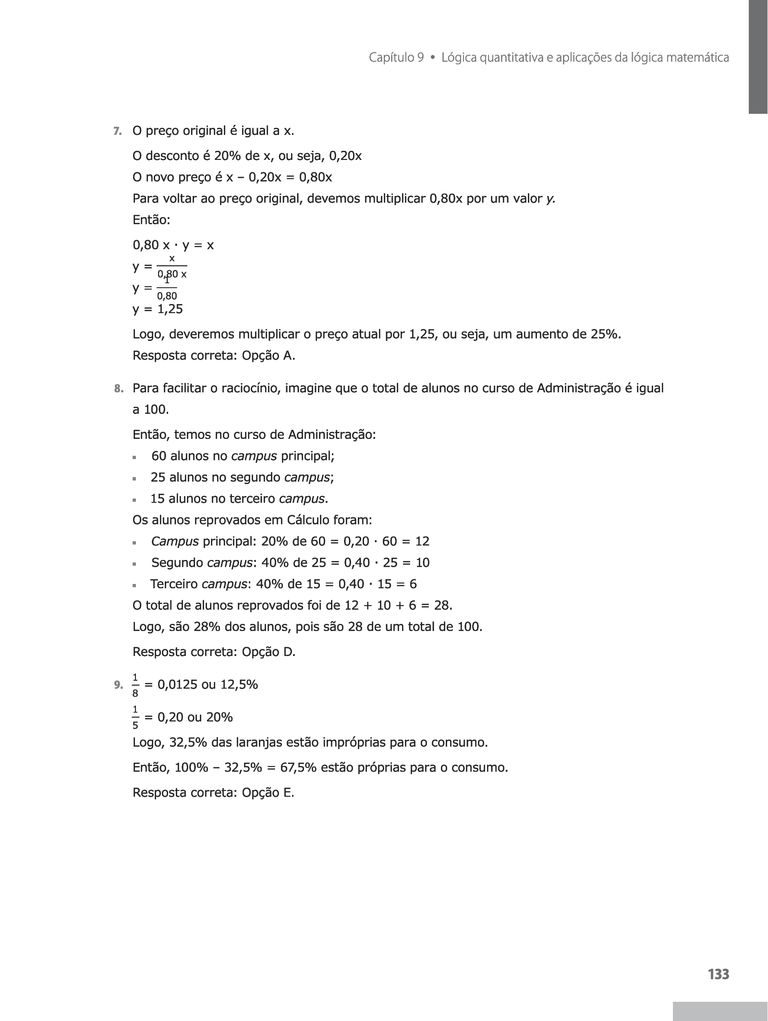 Capítulo 9 • Lógica quantitativa e aplicações da lógica matemática
7. O preço original é igual a x.
O desconto é 20% de x, ou seja, 0,20x
O novo preço é x – 0,20x = 0,80x
Para voltar ao preço original, devemos multiplicar 0,80x por um valor y.
Então:
0,80 x · y = x
y = x / 0,80 x
y = 1 / 0,80
y = 1,25
Logo, deveremos multiplicar o preço atual por 1,25, ou seja, um aumento de 25%.
Resposta correta: Opção A.
8. Para facilitar o raciocínio, imagine que o total de alunos no curso de Administração é igual
a 100.
Então, temos no curso de Administração:
▪ 60 alunos no campus principal;
▪ 25 alunos no segundo campus;
▪ 15 alunos no terceiro campus.
Os alunos reprovados em Cálculo foram:
▪ Campus principal: 20% de 60 = 0,20 · 60 = 12
▪ Segundo campus: 40% de 25 = 0,40 · 25 = 10
▪ Terceiro campus: 40% de 15 = 0,40 · 15 = 6
O total de alunos reprovados foi de 12 + 10 + 6 = 28.
Logo, são 28% dos alunos, pois são 28 de um total de 100.
Resposta correta: Opção D.
9. 1/8 = 0,0125 ou 12,5%
1/5 = 0,20 ou 20%
Logo, 32,5% das laranjas estão impróprias para o consumo.
Então, 100% – 32,5% = 67,5% estão próprias para o consumo.
Resposta correta: Opção E.
133